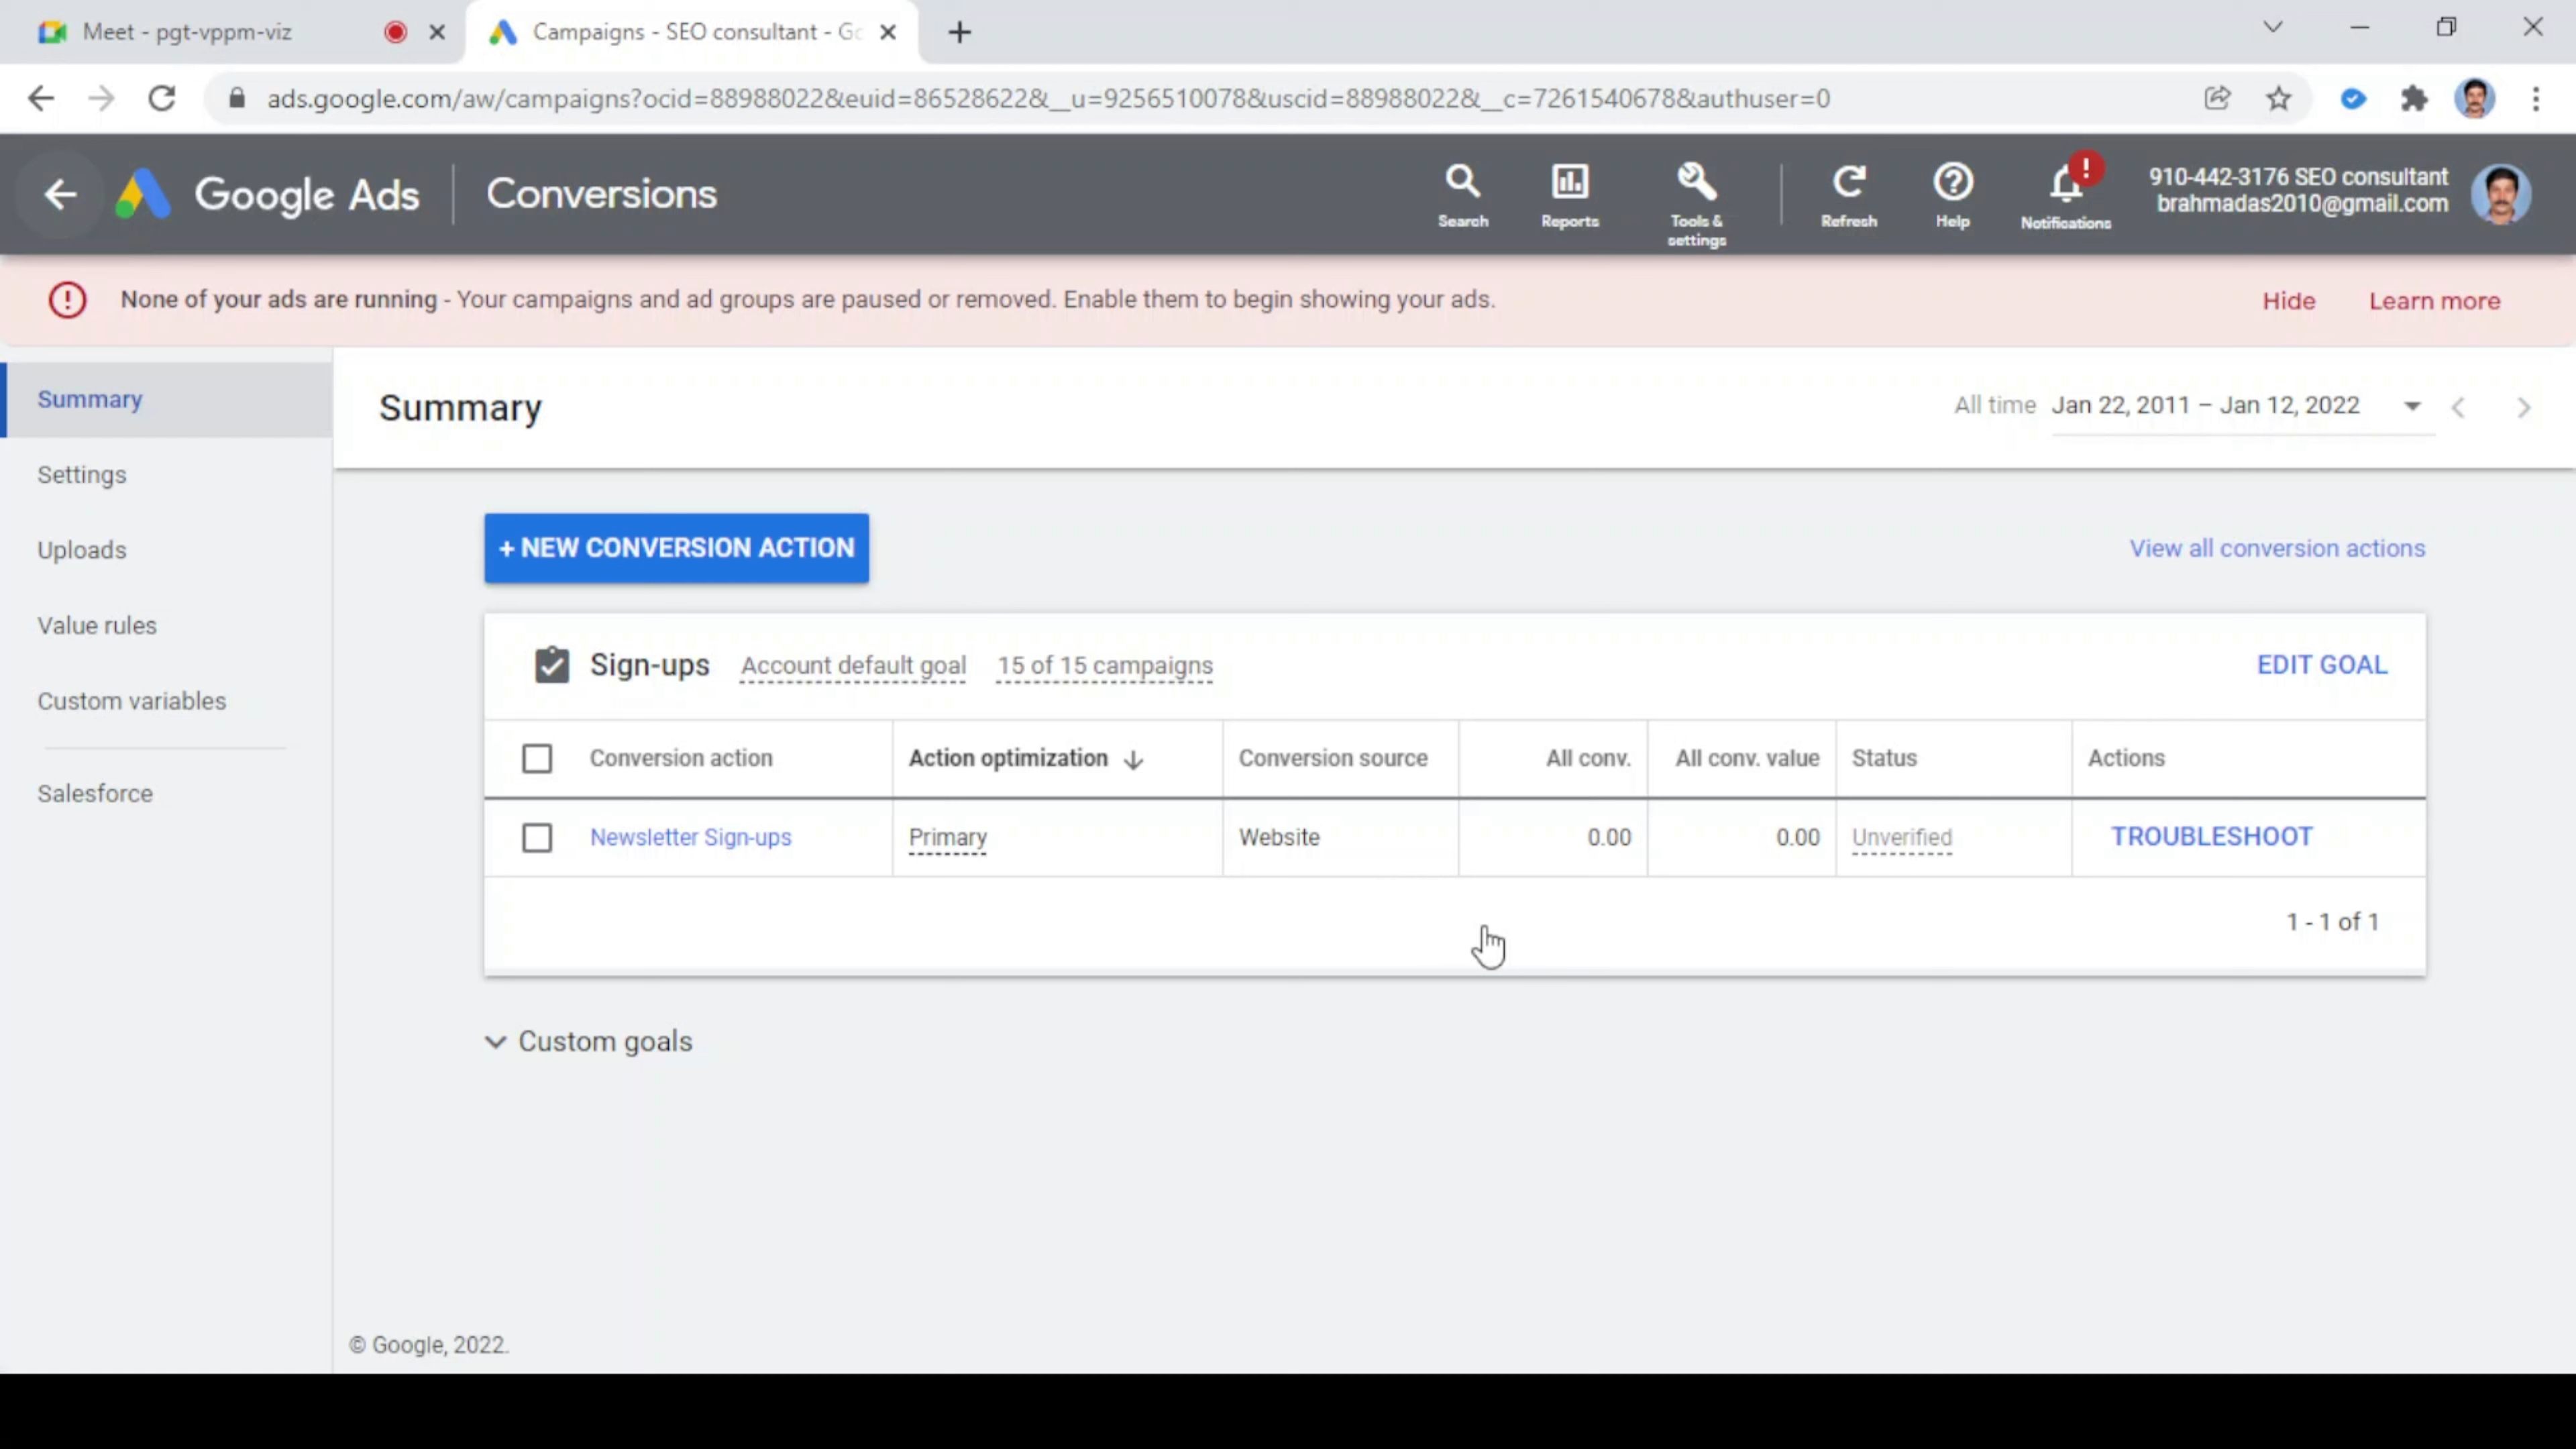 Meet - pgt-vppm-viz
Campaigns - SEO consultant - Go
ads.google.com/aw/campaigns?ocid=88988022&euid=86528622&__u=9256510078&uscid=88988022&__c=7261540678&authuser=0
Google Ads
Conversions
Search
Reports
Tools &
settings
Refresh
Help
!
Notifications
910-442-3176 SEO consultant
brahmadas2010@gmail.com
None of your ads are running - Your campaigns and ad groups are paused or removed. Enable them to begin showing your ads.
Hide
Learn more
Summary
Settings
Uploads
Value rules
Custom variables
Salesforce
Summary
All time Jan 22, 2011 – Jan 12, 2022
+ NEW CONVERSION ACTION
View all conversion actions
Sign-ups Account default goal 15 of 15 campaigns
EDIT GOAL
Conversion action Action optimization Conversion source All conv. All conv. value Status Actions
Newsletter Sign-ups Primary Website 0.00 0.00 Unverified TROUBLESHOOT
1 - 1 of 1
Custom goals
© Google, 2022.